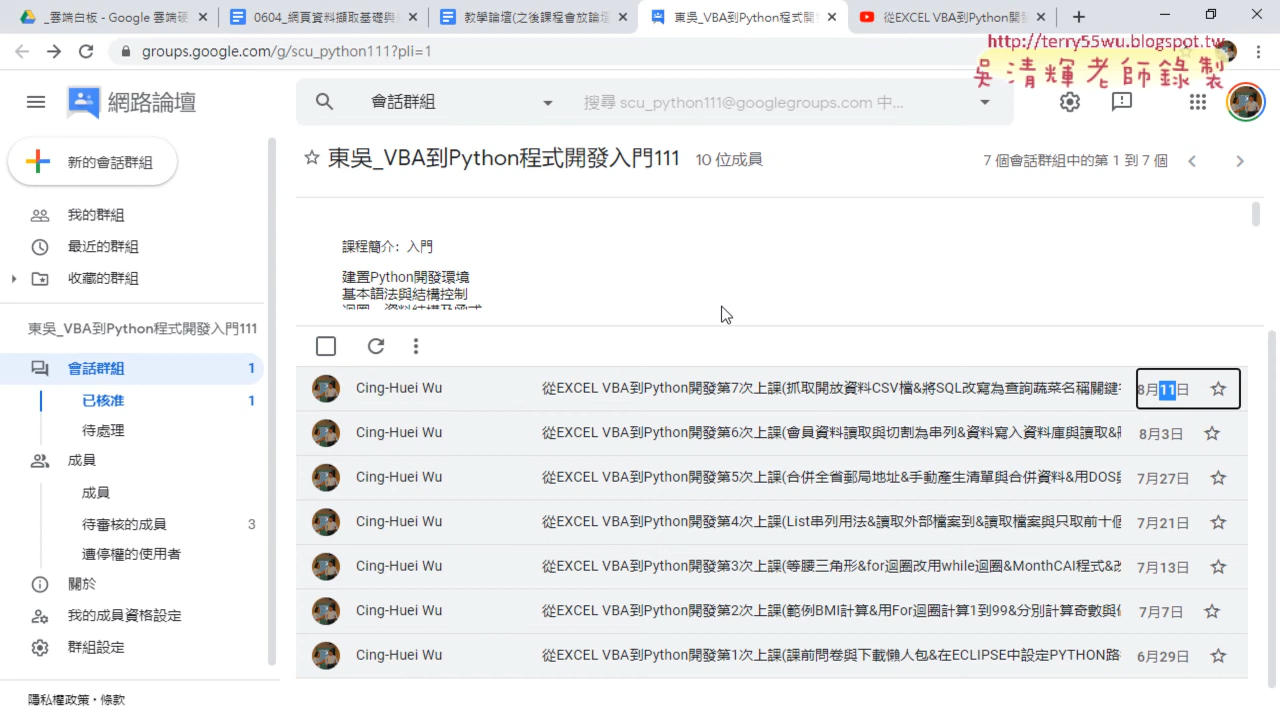 _雲端白板 - Google 雲端硬
0604_網頁資料擷取基礎與
教學論壇(之後課程會放論壇
東吳_VBA到Python程式開
從EXCEL VBA到Python開發
groups.google.com/g/scu_python111?pli=1
http://terry55wu.blogspot.tw
吳清輝老師錄製
網路論壇
會話群組
搜尋 scu_python111@googlegroups.com 中...
新的會話群組
東吳_VBA到Python程式開發入門111
10 位成員
7 個會話群組中的第 1 到 7 個
我的群組
最近的群組
收藏的群組
課程簡介：入門
建置Python開發環境
基本語法與結構控制
迴圈、資料結構及函式
東吳_VBA到Python程式開發入門111
會話群組 1
已核准 1
待處理
成員
成員
待審核的成員 3
遭停權的使用者
關於
我的成員資格設定
群組設定
隱私權政策・條款
Cing-Huei Wu 從EXCEL VBA到Python開發第7次上課(抓取開放資料CSV檔&將SQL改寫為查詢蔬菜名稱關鍵字 8月11日
Cing-Huei Wu 從EXCEL VBA到Python開發第6次上課(會員資料讀取與切割為串列&資料寫入資料庫與讀取& 8月3日
Cing-Huei Wu 從EXCEL VBA到Python開發第5次上課(合併全省郵局地址&手動產生清單與合併資料&用DOS 7月27日
Cing-Huei Wu 從EXCEL VBA到Python開發第4次上課(List串列用法&讀取外部檔案到&讀取檔案與只取前十個 7月21日
Cing-Huei Wu 從EXCEL VBA到Python開發第3次上課(等腰三角形&for迴圈改用while迴圈&MonthCAI程式&改 7月13日
Cing-Huei Wu 從EXCEL VBA到Python開發第2次上課(範例BMI計算&用For迴圈計算1到99&分別計算奇數與 7月7日
Cing-Huei Wu 從EXCEL VBA到Python開發第1次上課(課前問卷與下載懶人包&在ECLIPSE中設定PYTHON路 6月29日